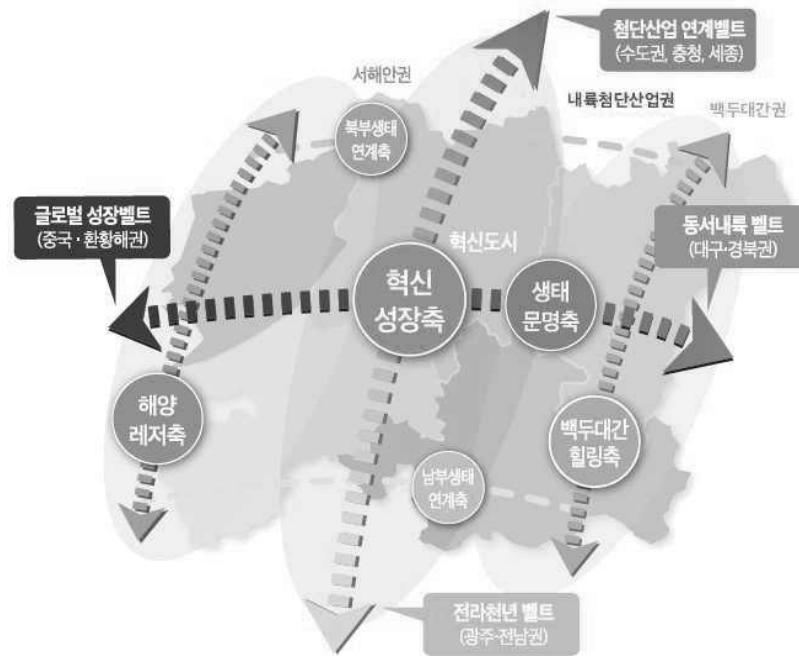 첨단산업 연계벨트
(수도권, 충청, 세종)
서해안권
내륙첨단산업권
백두대간권
북부생태
연계축
글로벌 성장벨트
(중국·환황해권)
혁신도시
동서내륙 벨트
(대구·경북권)
혁신
성장축
생태
문명축
해양
레저축
백두대간
힐링축
남부생태
연계축
전라천년 벨트
(광주-전남권)